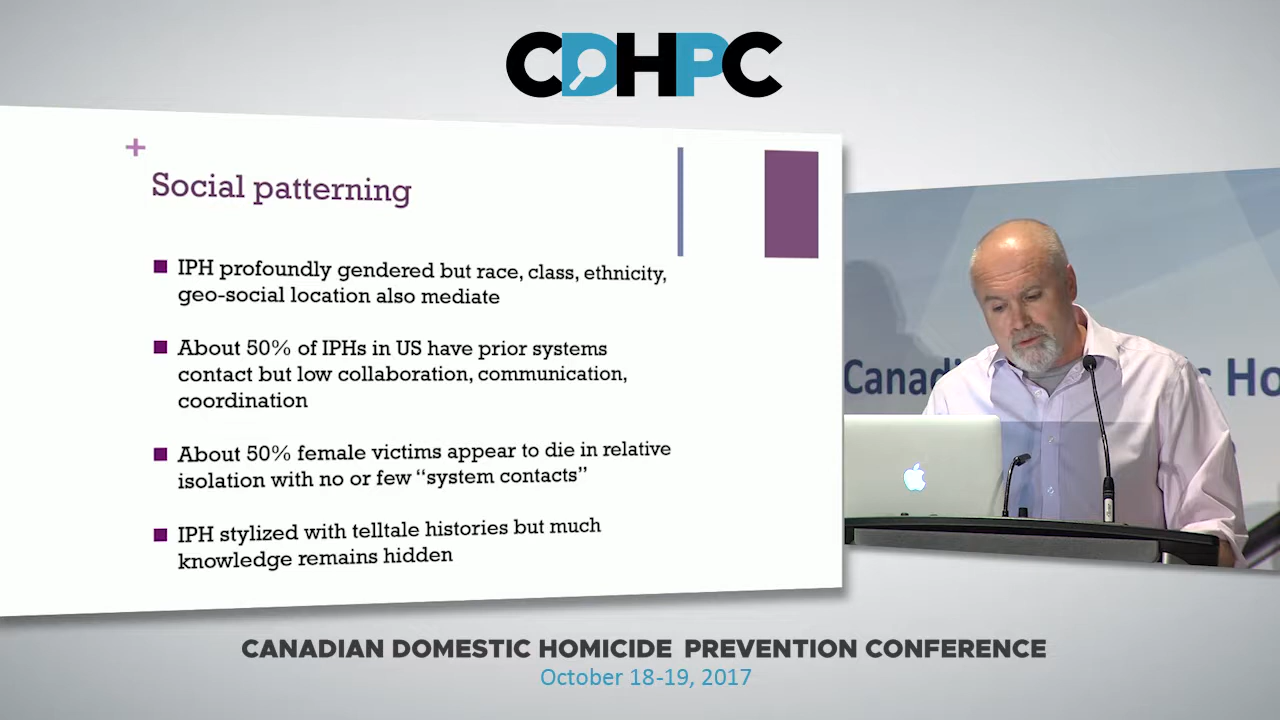 CDHPC
+
Social patterning
IPH profoundly gendered but race, class, ethnicity,
geo-social location also mediate
About 50% of IPHs in US have prior systems
contact but low collaboration, communication,
coordination
About 50% female victims appear to die in relative
isolation with no or few “system contacts”
IPH stylized with telltale histories but much
knowledge remains hidden
Canad
c Ho
CANADIAN DOMESTIC HOMICIDE PREVENTION CONFERENCE
October 18-19, 2017